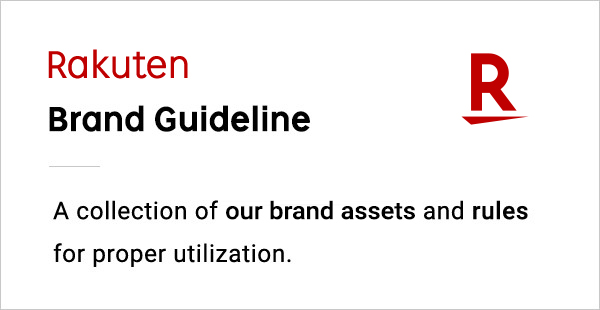 Rakuten
R
Brand Guideline
A collection of our brand assets and rules
for proper utilization.